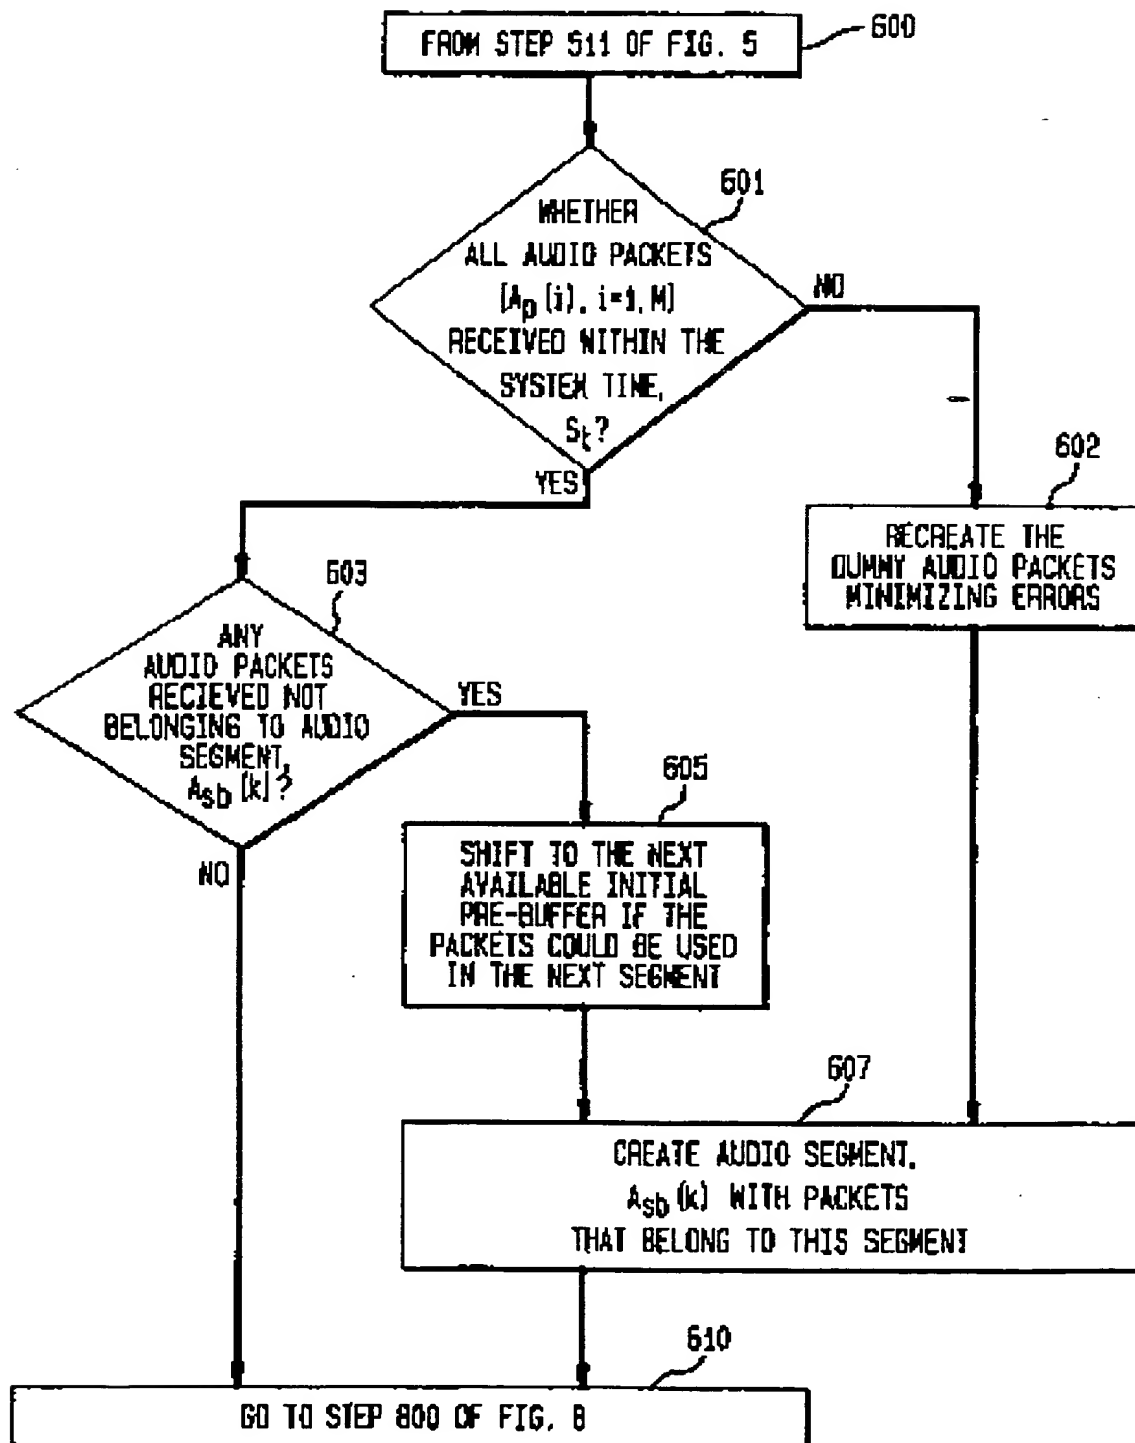 FROM STEP 511 OF FIG. 5
600
601
WHETHER
ALL AUDIO PACKETS
[Ap(i), i=1, M]
RECEIVED WITHIN THE
SYSTEM TIME,
St?
NO
YES
602
RECREATE THE
DUMMY AUDIO PACKETS
MINIMIZING ERRORS
603
ANY
AUDIO PACKETS
RECIEVED NOT
BELONGING TO AUDIO
SEGMENT,
Asb(k)?
YES
NO
605
SHIFT TO THE NEXT
AVAILABLE INITIAL
PRE-BUFFER IF THE
PACKETS COULD BE USED
IN THE NEXT SEGMENT
607
CREATE AUDIO SEGMENT,
Asb(k) WITH PACKETS
THAT BELONG TO THIS SEGMENT
610
GO TO STEP 800 OF FIG. 8